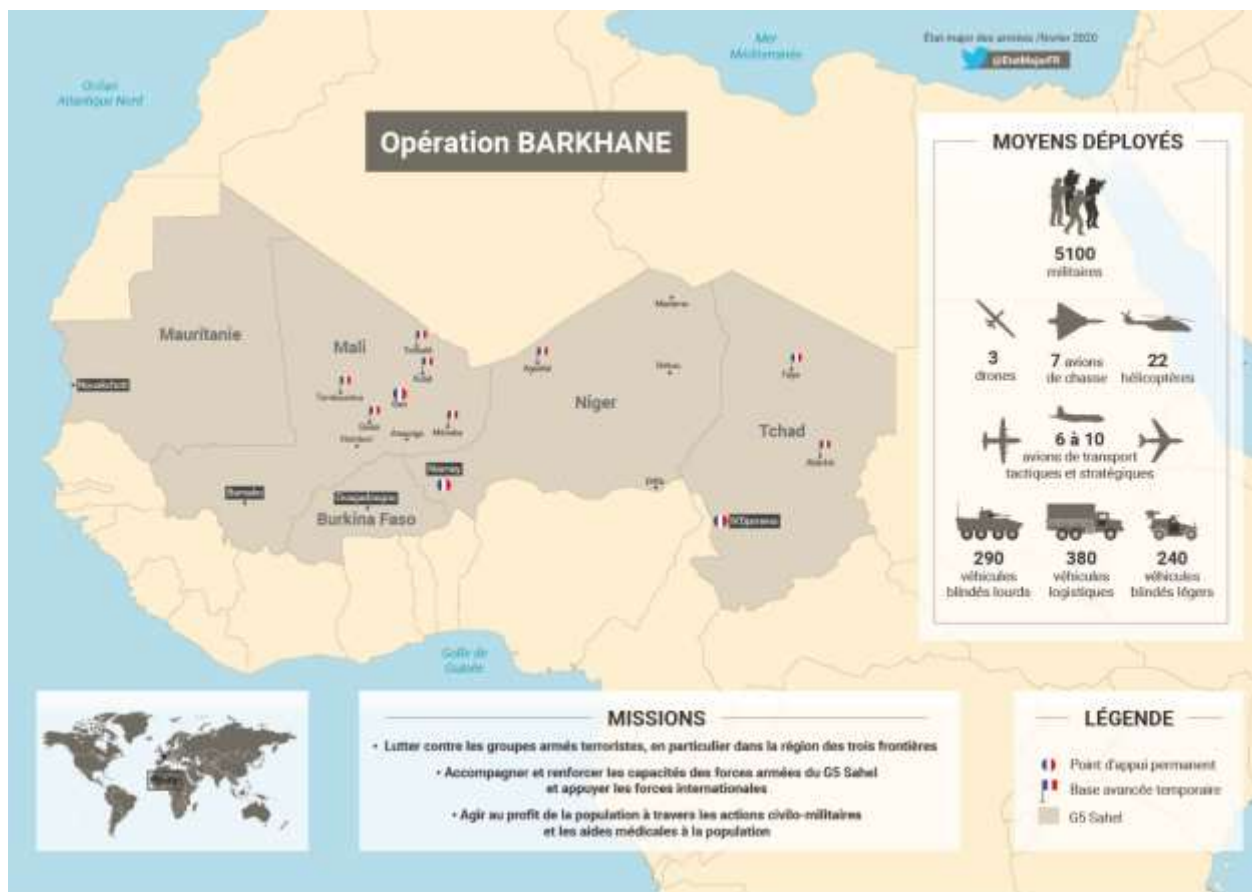 État major des armées /février 2020
@EtatMajorFR
Mer
Méditerranée
Océan
Atlantique Nord
Opération BARKHANE
MOYENS DÉPLOYÉS
5100
militaires
3
drones
7 avions
de chasse
22
hélicoptères
6 à 10
avions de transport
tactiques et stratégiques
290
véhicules
blindés lourds
380
véhicules
logistiques
240
véhicules
blindés légers
Mauritanie
Mali
Niger
Tchad
Burkina Faso
Nouakchott
Tessalit
Kidal
Tombouctou
Gao
Gossi
Ansongo
Ménaka
Niamey
Bamako
Ouagadougou
Madama
Dirkou
Faya
Abéché
Diffa
N'Djamena
Golfe de
Guinée
MISSIONS
• Lutter contre les groupes armés terroristes, en particulier dans la région des trois frontières
• Accompagner et renforcer les capacités des forces armées du G5 Sahel
et appuyer les forces internationales
• Agir au profit de la population à travers les actions civilo-militaires
et les aides médicales à la population
LÉGENDE
Point d'appui permanent
Base avancée temporaire
G5 Sahel